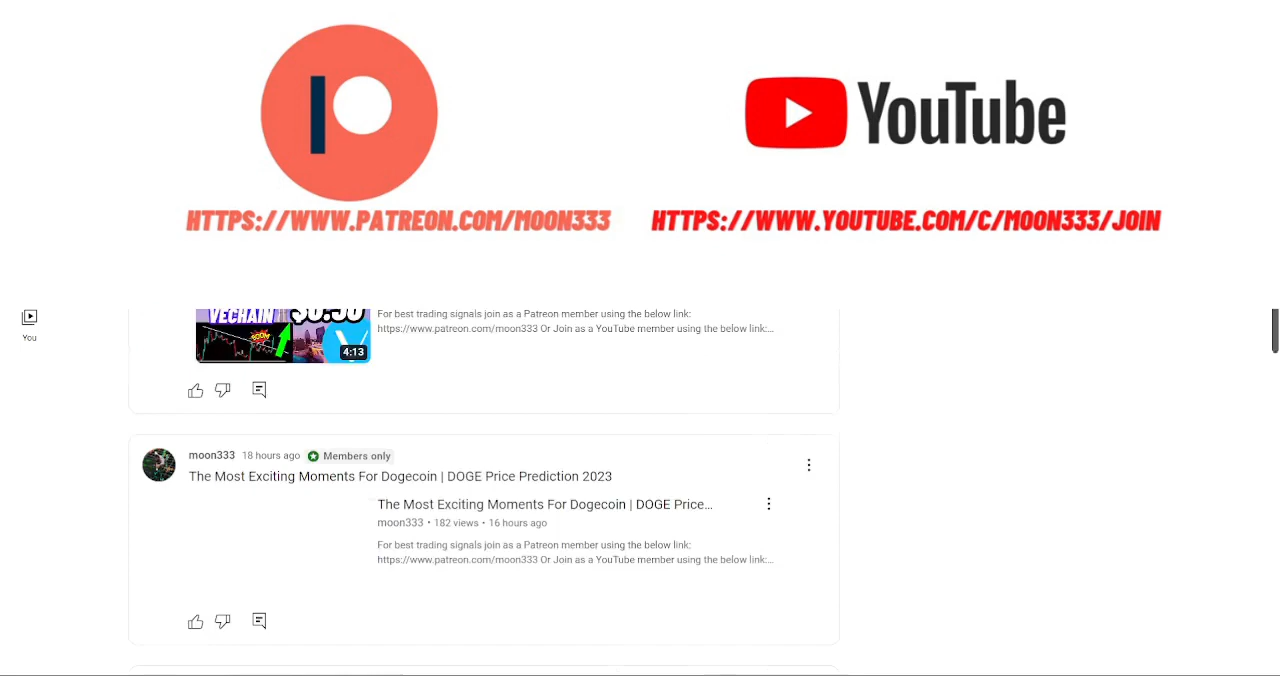 YouTube
HTTPS://WWW.PATREON.COM/MOON333
HTTPS://WWW.YOUTUBE.COM/C/MOON333/JOIN
You
VECHAIN
$0.50
BOOM
4:13
For best trading signals join as a Patreon member using the below link:
https://www.patreon.com/moon333 Or Join as a YouTube member using the below link:...
moon333 18 hours ago Members only
The Most Exciting Moments For Dogecoin | DOGE Price Prediction 2023
The Most Exciting Moments For Dogecoin | DOGE Price...
moon333 • 182 views • 16 hours ago
For best trading signals join as a Patreon member using the below link:
https://www.patreon.com/moon333 Or Join as a YouTube member using the below link:...